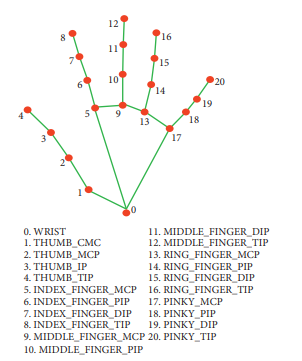 12
16
8
11
7
15
20
10
6
14
19
4
5
9
13
18
3
17
2
1
0
0. WRIST
1. THUMB_CMC
2. THUMB_MCP
3. THUMB_IP
4. THUMB_TIP
5. INDEX_FINGER_MCP
6. INDEX_FINGER_PIP
7. INDEX_FINGER_DIP
8. INDEX_FINGER_TIP
9. MIDDLE_FINGER_MCP
10. MIDDLE_FINGER_PIP
11. MIDDLE_FINGER_DIP
12. MIDDLE_FINGER_TIP
13. RING_FINGER_MCP
14. RING_FINGER_PIP
15. RING_FINGER_DIP
16. RING_FINGER_TIP
17. PINKY_MCP
18. PINKY_PIP
19. PINKY_DIP
20. PINKY_TIP